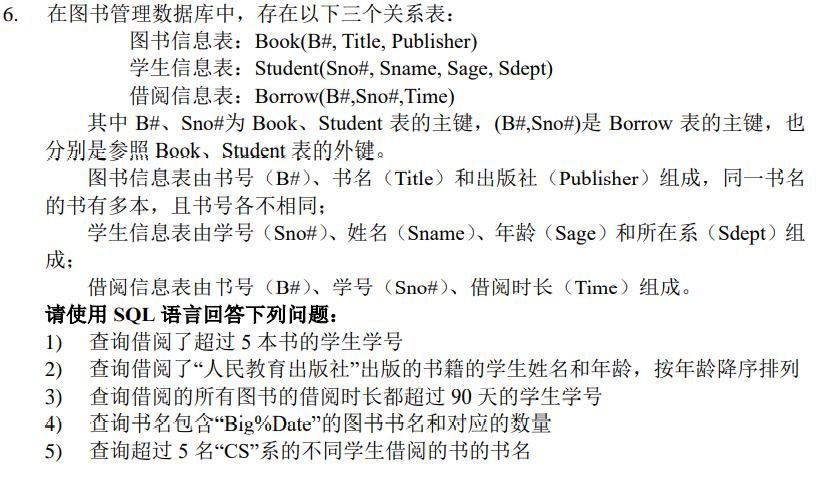 6. 在图书管理数据库中，存在以下三个关系表：
图书信息表：Book(B#, Title, Publisher)
学生信息表：Student(Sno#, Sname, Sage, Sdept)
借阅信息表：Borrow(B#,Sno#,Time)
其中 B#、Sno#为 Book、Student 表的主键，(B#,Sno#)是 Borrow 表的主键，也
分别是参照 Book、Student 表的外键。
图书信息表由书号（B#）、书名（Title）和出版社（Publisher）组成，同一书名
的书有多本，且书号各不相同；
学生信息表由学号（Sno#）、姓名（Sname）、年龄（Sage）和所在系（Sdept）组
成；
借阅信息表由书号（B#）、学号（Sno#）、借阅时长（Time）组成。
请使用 SQL 语言回答下列问题：
1) 查询借阅了超过 5 本书的学生学号
2) 查询借阅了“人民教育出版社”出版的书籍的学生姓名和年龄，按年龄降序排列
3) 查询借阅的所有图书的借阅时长都超过 90 天的学生学号
4) 查询书名包含“Big%Date”的图书书名和对应的数量
5) 查询超过 5 名“CS”系的不同学生借阅的书的书名